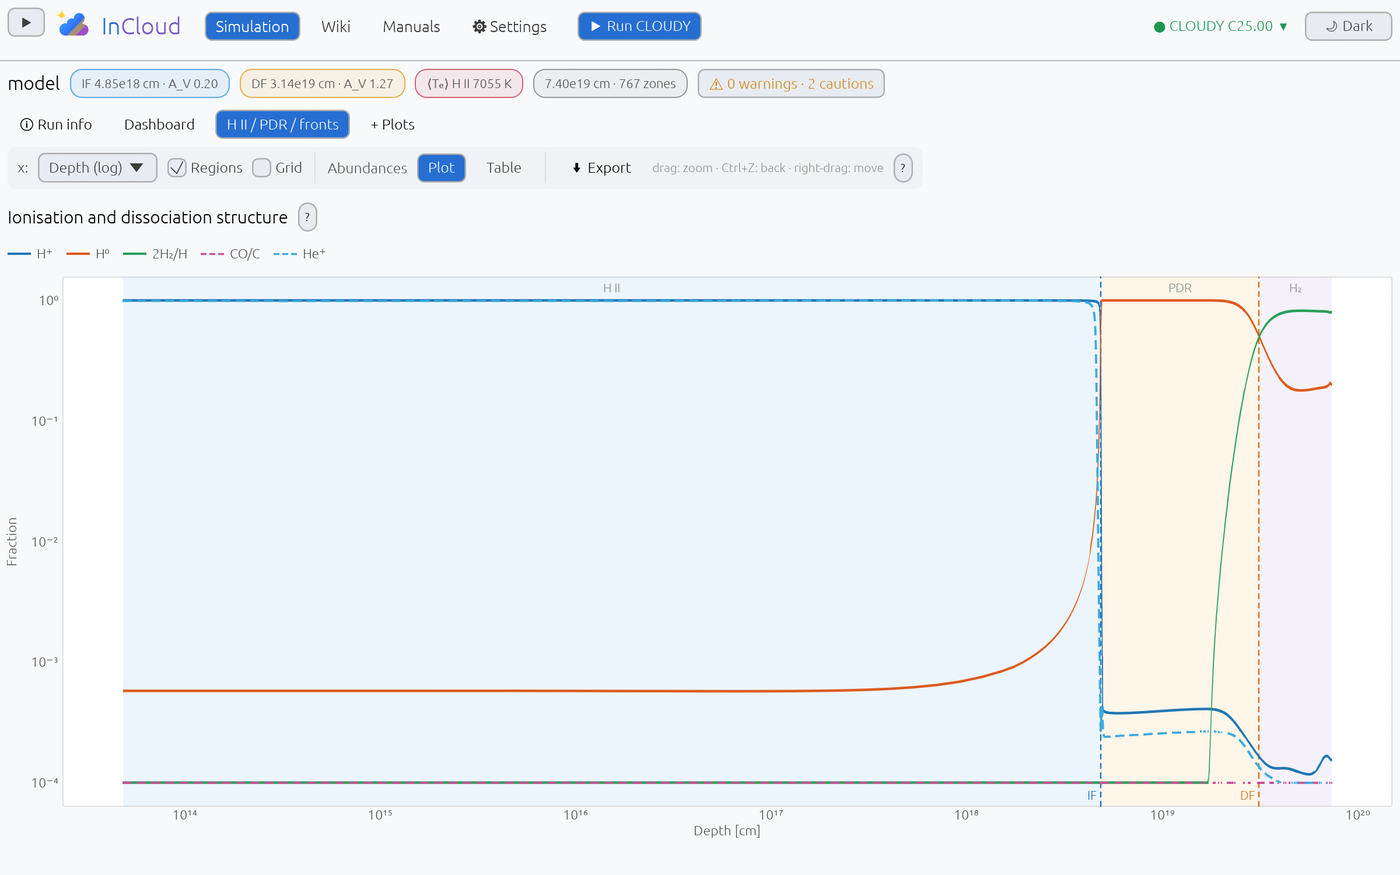 InCloud Simulation Wiki Manuals ⚙ Settings ▶ Run CLOUDY CLOUDY C25.00 ▼ Dark
model IF 4.85e18 cm · A_V 0.20 DF 3.14e19 cm · A_V 1.27 ⟨Tₑ⟩ H II 7055 K 7.40e19 cm · 767 zones ⚠ 0 warnings · 2 cautions
ⓘ Run info Dashboard H II / PDR / fronts + Plots
x: Depth (log) ▼ Regions Grid Abundances Plot Table ⬇ Export drag: zoom · Ctrl+Z: back · right-drag: move ?
Ionisation and dissociation structure ?
H⁺ H⁰ 2H₂/H CO/C He⁺
H II PDR H₂
10⁰
10⁻¹
10⁻²
10⁻³
10⁻⁴
Fraction
IF DF
10¹⁴ 10¹⁵ 10¹⁶ 10¹⁷ 10¹⁸ 10¹⁹ 10²⁰
Depth [cm]